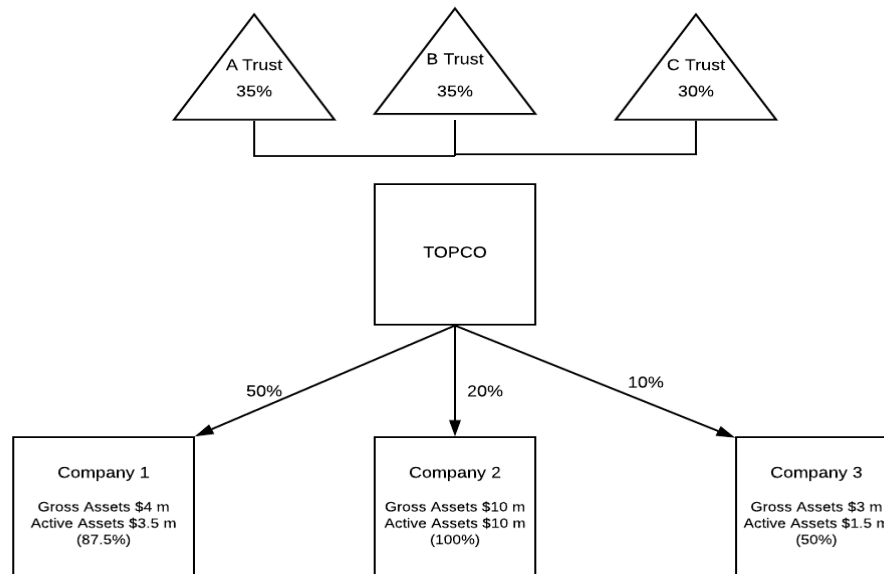 A Trust
35%
B Trust
35%
C Trust
30%
TOPCO
50%
20%
10%
Company 1
Gross Assets $4 m
Active Assets $3.5 m
(87.5%)
Company 2
Gross Assets $10 m
Active Assets $10 m
(100%)
Company 3
Gross Assets $3 m
Active Assets $1.5 m
(50%)